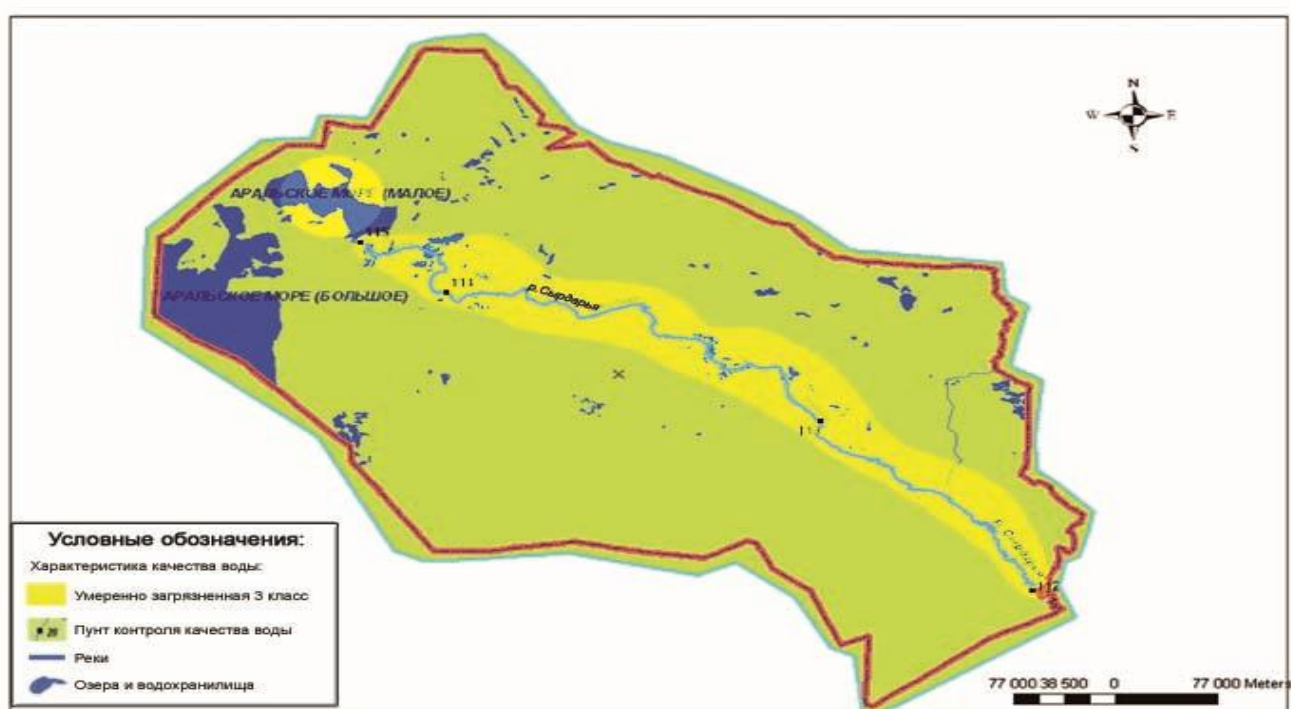 N
W E
S
АРАЛЬСКОЕ МОРЕ (МАЛОЕ)
115
111
АРАЛЬСКОЕ МОРЕ (БОЛЬШОЕ)
р.Сырдарья
112
Условные обозначения:
Характеристика качества воды:
Умеренно загрязненная 3 класс
20
Пунт контроля качества воды
Реки
Озера и водохранилища
77 000 38 500 0 77 000 Meters